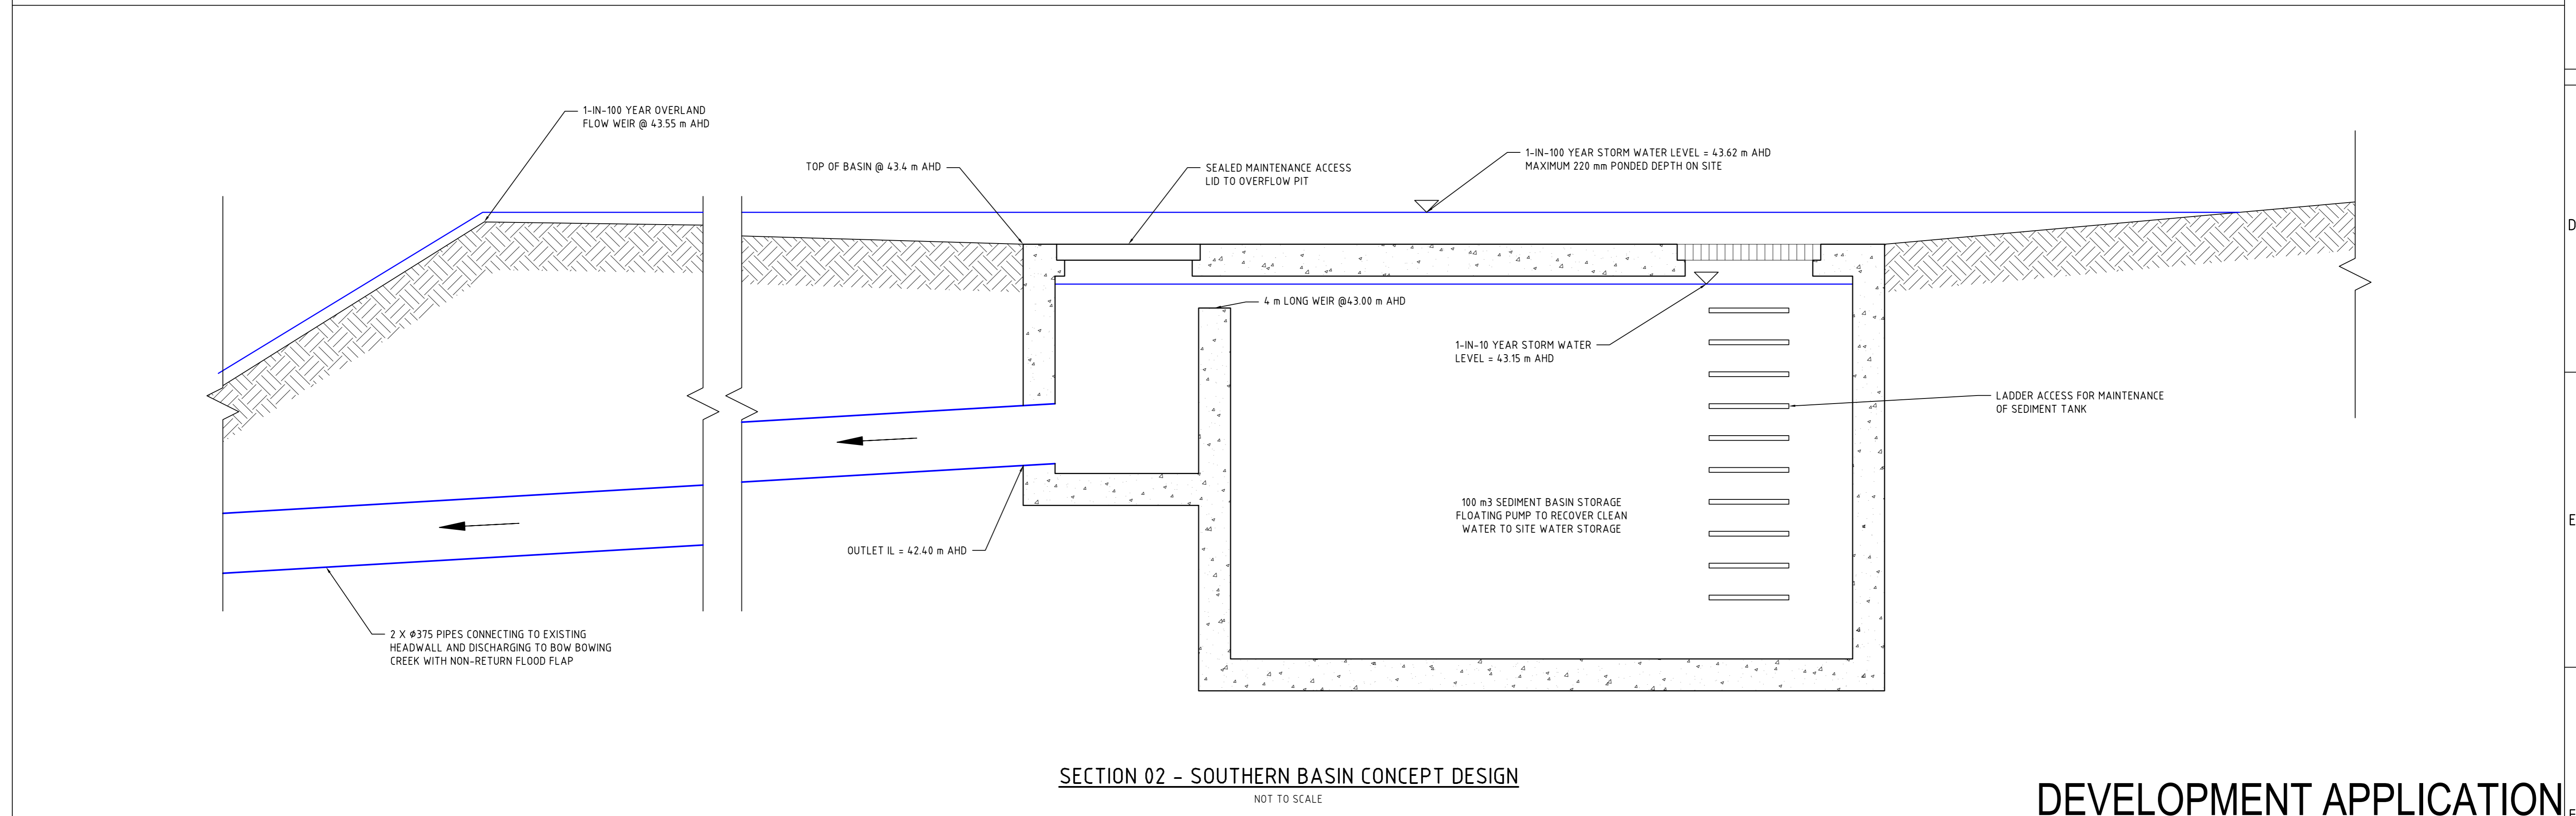 1-IN-100 YEAR OVERLAND
FLOW WEIR @ 43.55 m AHD
TOP OF BASIN @ 43.4 m AHD
SEALED MAINTENANCE ACCESS
LID TO OVERFLOW PIT
1-IN-100 YEAR STORM WATER LEVEL = 43.62 m AHD
MAXIMUM 220 mm PONDED DEPTH ON SITE
D
4 m LONG WEIR @43.00 m AHD
1-IN-10 YEAR STORM WATER
LEVEL = 43.15 m AHD
LADDER ACCESS FOR MAINTENANCE
OF SEDIMENT TANK
100 m3 SEDIMENT BASIN STORAGE
FLOATING PUMP TO RECOVER CLEAN
WATER TO SITE WATER STORAGE
E
OUTLET IL = 42.40 m AHD
2 X Ø375 PIPES CONNECTING TO EXISTING
HEADWALL AND DISCHARGING TO BOW BOWING
CREEK WITH NON-RETURN FLOOD FLAP
SECTION 02 - SOUTHERN BASIN CONCEPT DESIGN
NOT TO SCALE
DEVELOPMENT APPLICATION